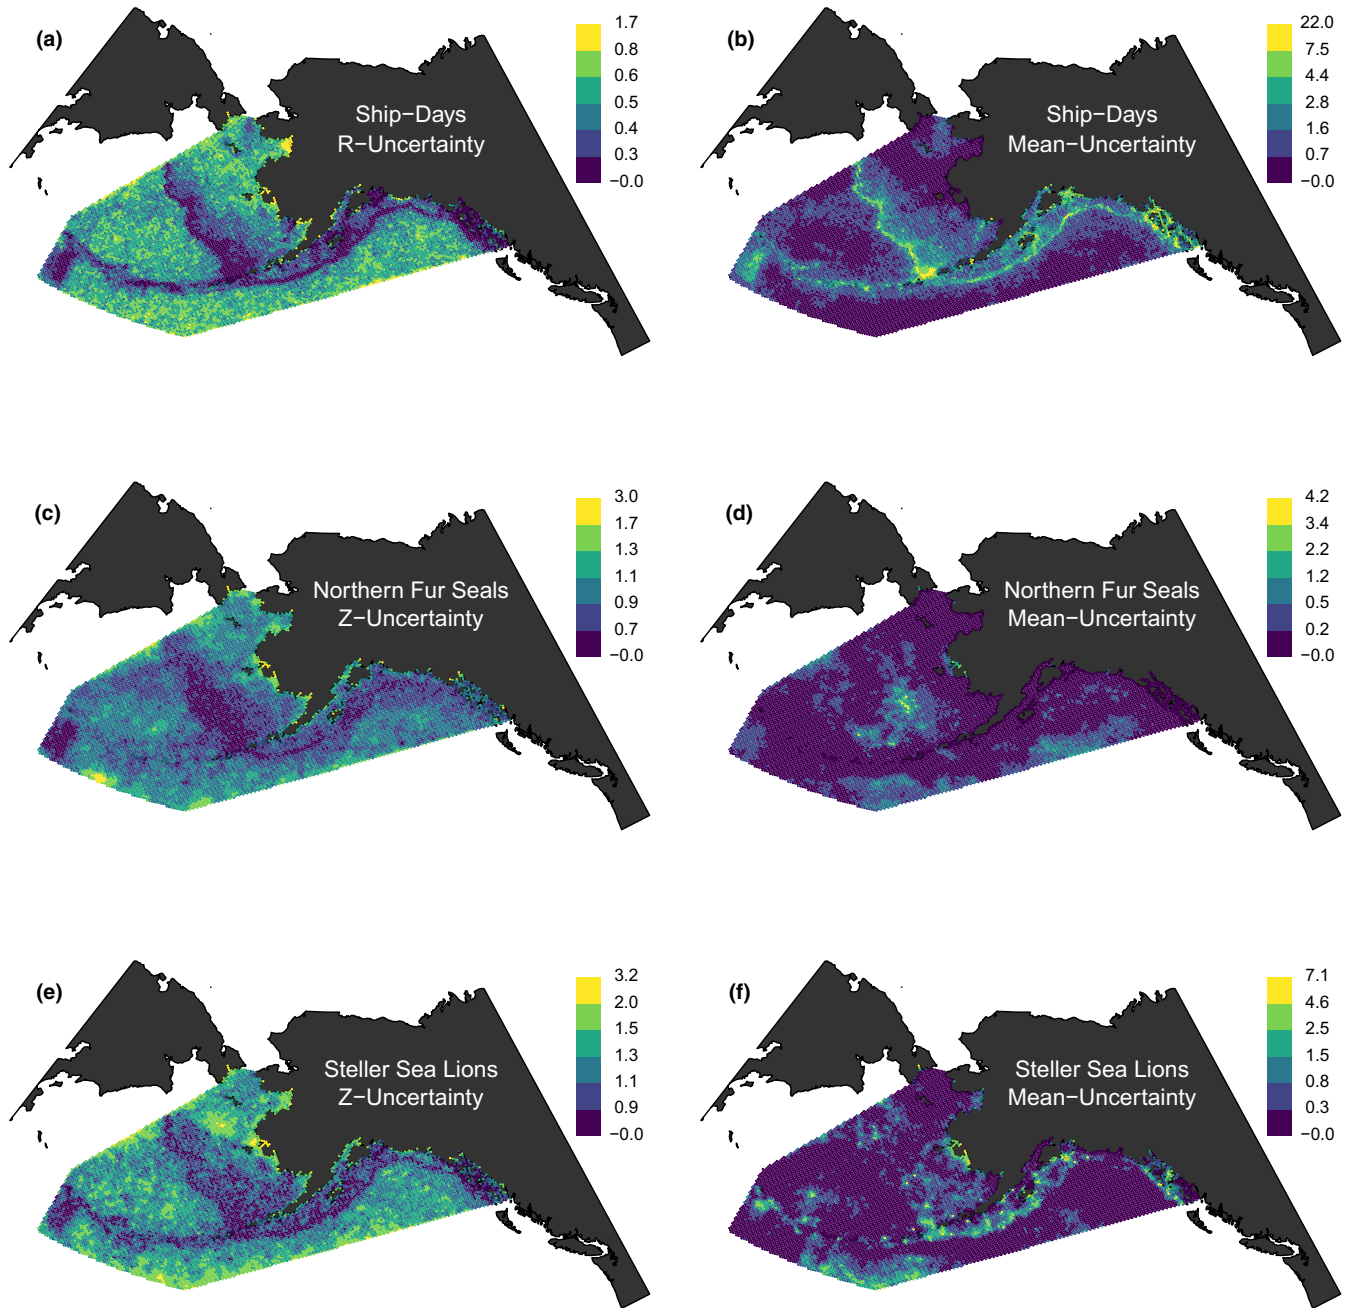 (a)
Ship−Days
R−Uncertainty
1.7
0.8
0.6
0.5
0.4
0.3
−0.0
(b)
Ship−Days
Mean−Uncertainty
22.0
7.5
4.4
2.8
1.6
0.7
−0.0
(c)
Northern Fur Seals
Z−Uncertainty
3.0
1.7
1.3
1.1
0.9
0.7
−0.0
(d)
Northern Fur Seals
Mean−Uncertainty
4.2
3.4
2.2
1.2
0.5
0.2
−0.0
(e)
Steller Sea Lions
Z−Uncertainty
3.2
2.0
1.5
1.3
1.1
0.9
−0.0
(f)
Steller Sea Lions
Mean−Uncertainty
7.1
4.6
2.5
1.5
0.8
0.3
−0.0